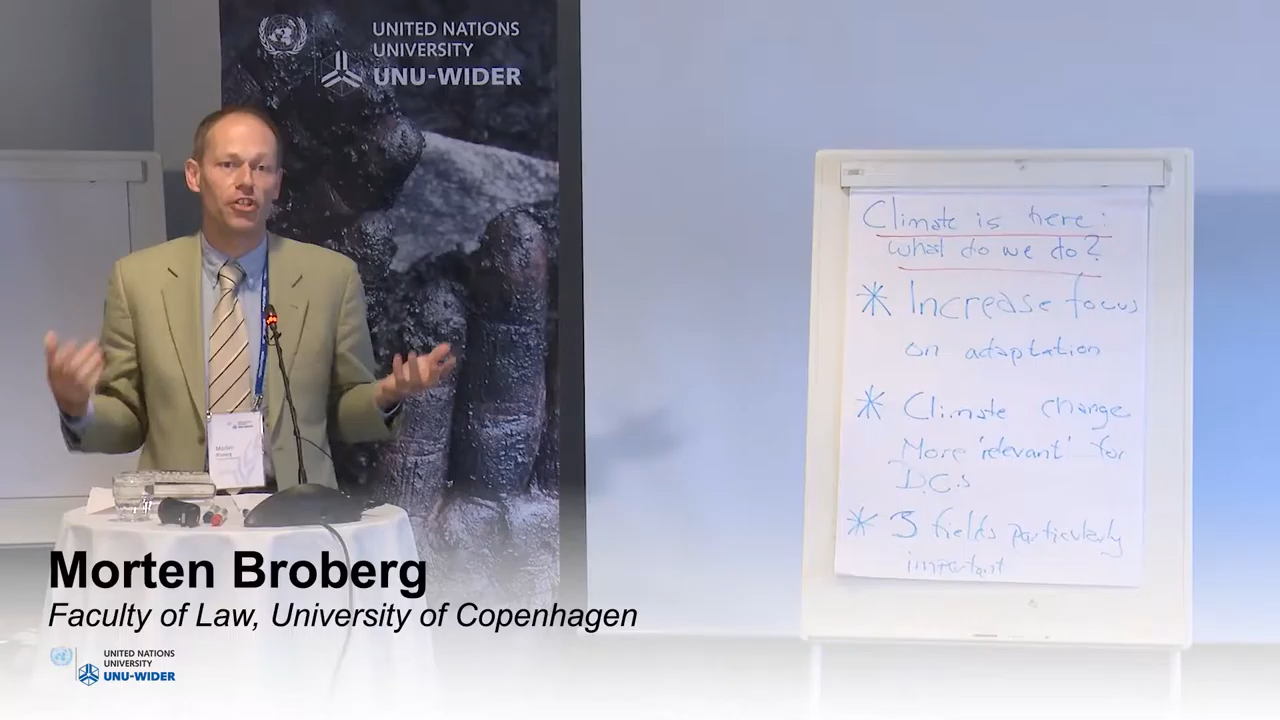 UNITED NATIONS
UNIVERSITY
UNU-WIDER
Climate is here:
what do we do?
* Increase focus
on adaptation
* Climate change
More 'relevant' for
D.C.s
* 3 fields particularly
important
Morten
Morten Broberg
Faculty of Law, University of Copenhagen
UNITED NATIONS
UNIVERSITY
UNU-WIDER